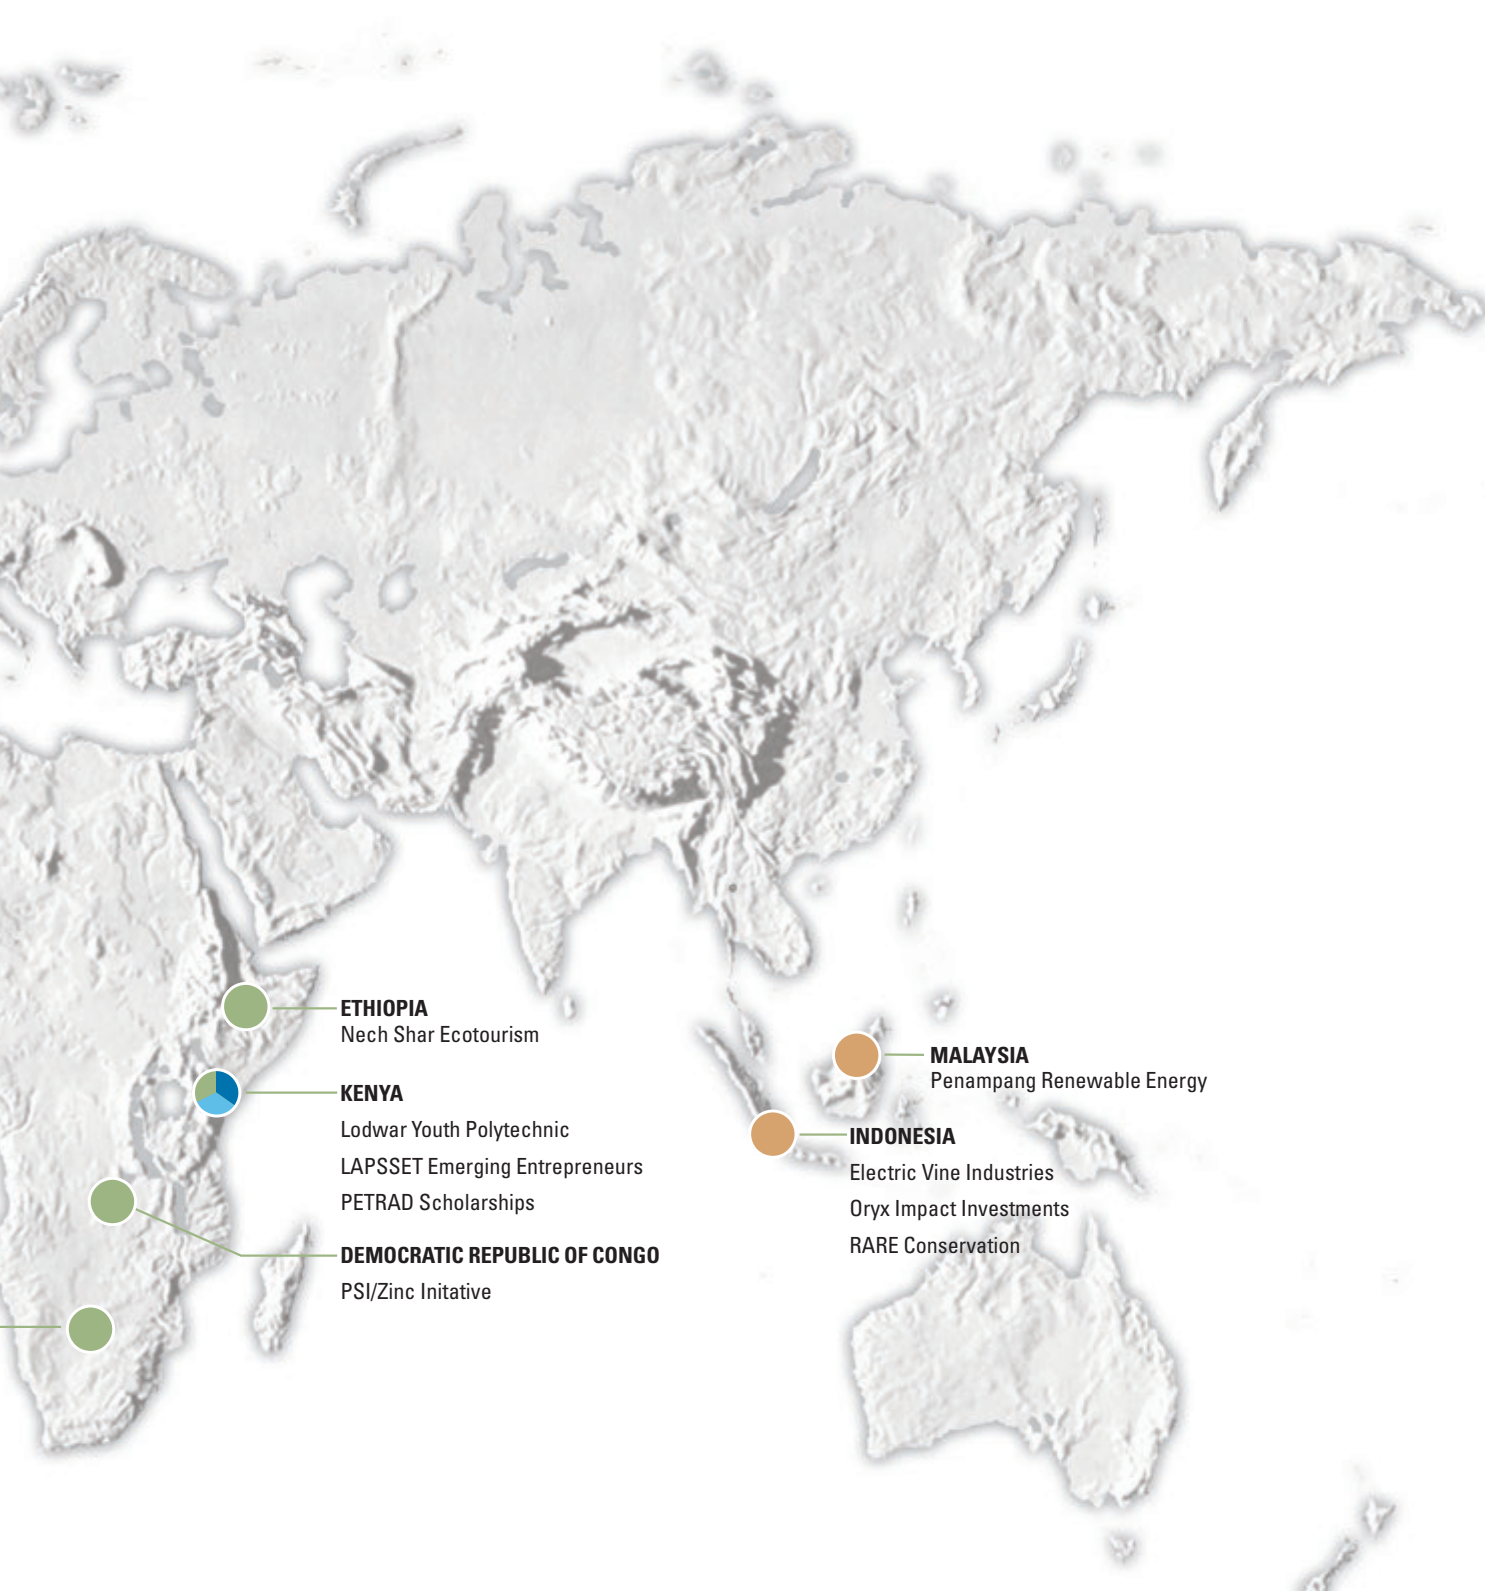 ETHIOPIA
Nech Shar Ecotourism
KENYA
Lodwar Youth Polytechnic
LAPSSET Emerging Entrepreneurs
PETRAD Scholarships
DEMOCRATIC REPUBLIC OF CONGO
PSI/Zinc Initative
MALAYSIA
Penampang Renewable Energy
INDONESIA
Electric Vine Industries
Oryx Impact Investments
RARE Conservation